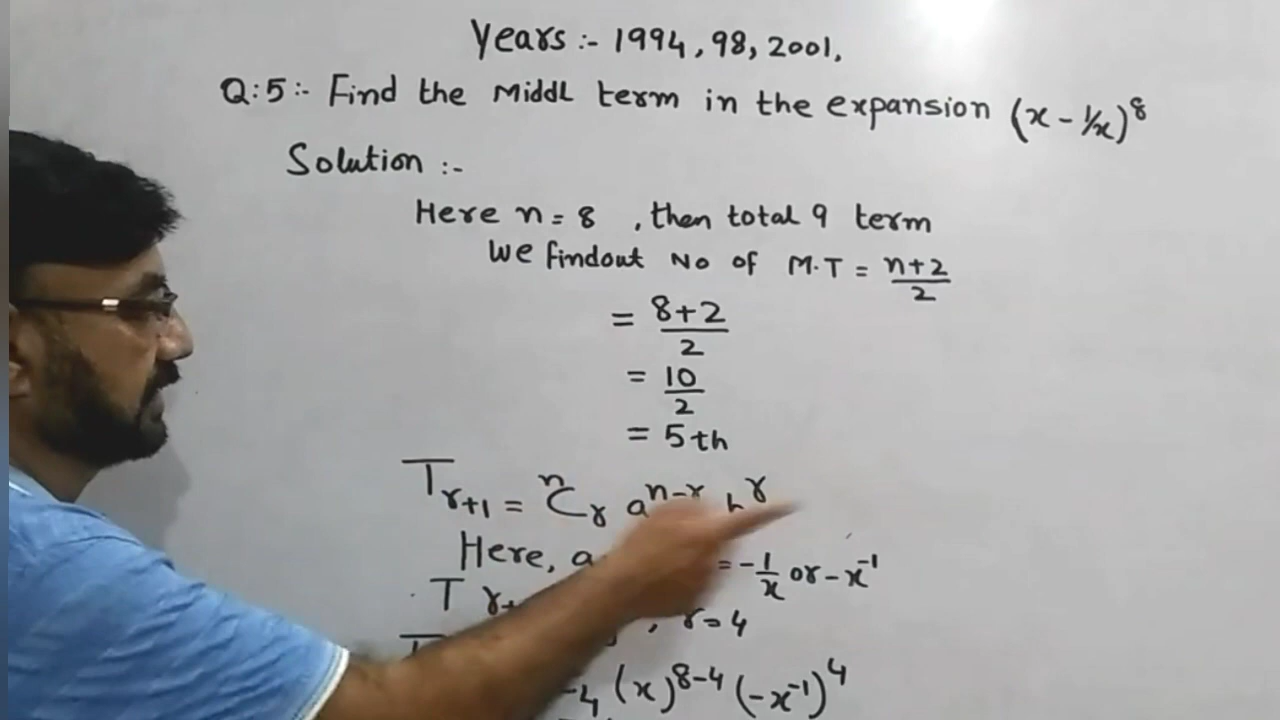 Years :- 1994, 98, 2001.
Q:5:- Find the Middl term in the expansion (x - 1/x)^8
Solution :-
Here n = 8 , then total 9 term
We findout No of M.T = n+2/2
= 8+2/2
= 10/2
= 5th
T r+1 = nCr a^n-r b^r
Here, a = -1/x or - x^-1
T r+ , r=4
4 (x)^8-4 (-x^-1)^4